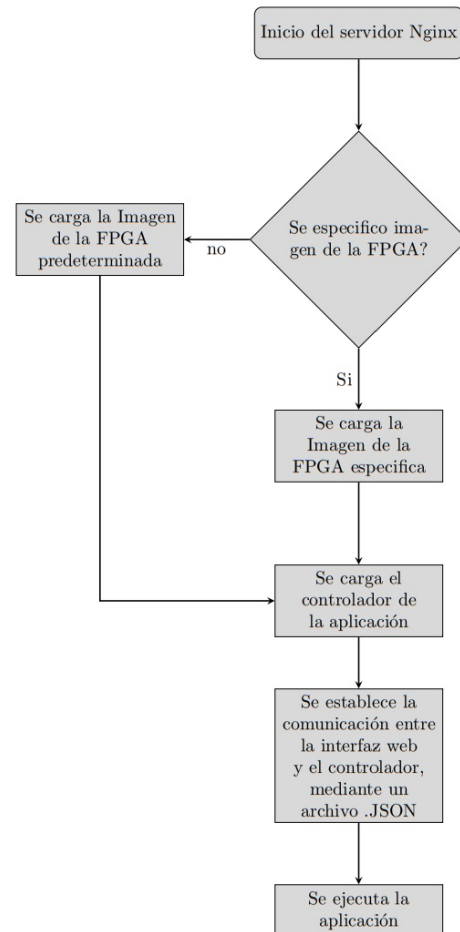 Inicio del servidor Nginx
Se especifico ima-
gen de la FPGA?
no
Se carga la Imagen
de la FPGA
predeterminada
Si
Se carga la
Imagen de la
FPGA especifica
Se carga el
controlador de
la aplicación
Se establece la
comunicación entre
la interfaz web
y el controlador,
mediante un
archivo .JSON
Se ejecuta la
aplicación